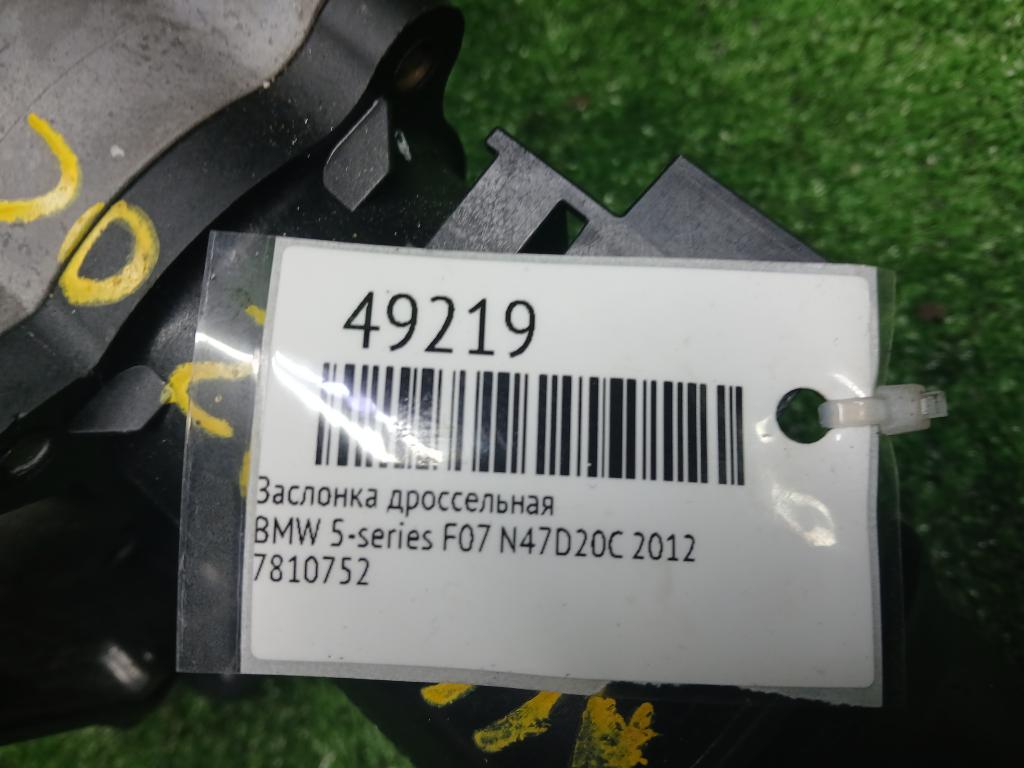 49219
Заслонка дроссельная
BMW 5-series F07 N47D20C 2012
7810752